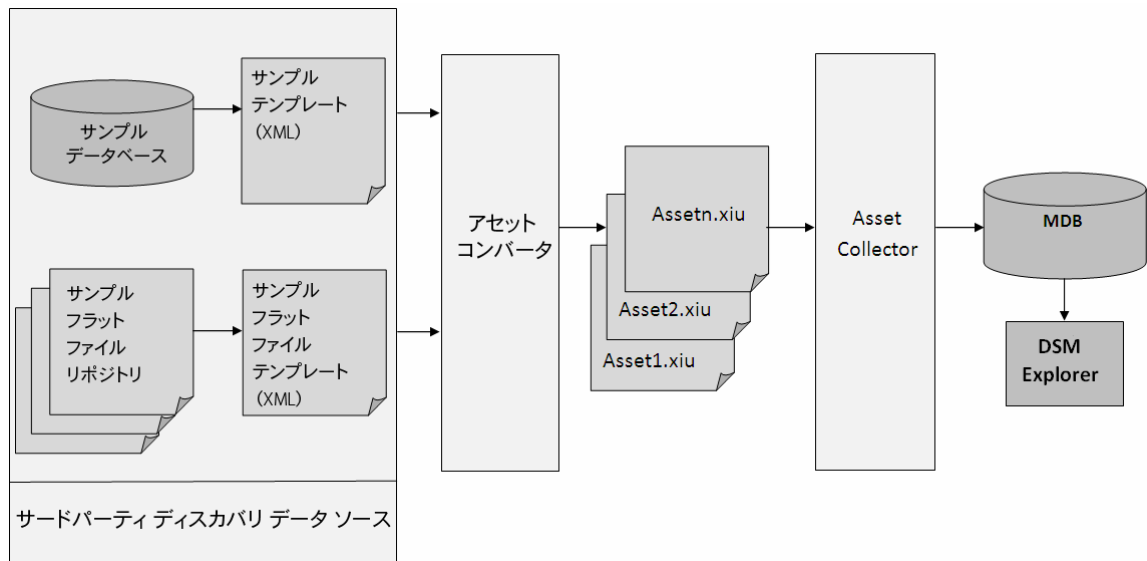 サンプル
データベース
サンプル
テンプレート
(XML)
サンプル
フラット
ファイル
リポジトリ
サンプル
フラット
ファイル
テンプレート
(XML)
サードパーティ ディスカバリ データ ソース
アセット
コンバータ
Assetn.xiu
Asset2.xiu
Asset1.xiu
Asset
Collector
MDB
DSM
Explorer